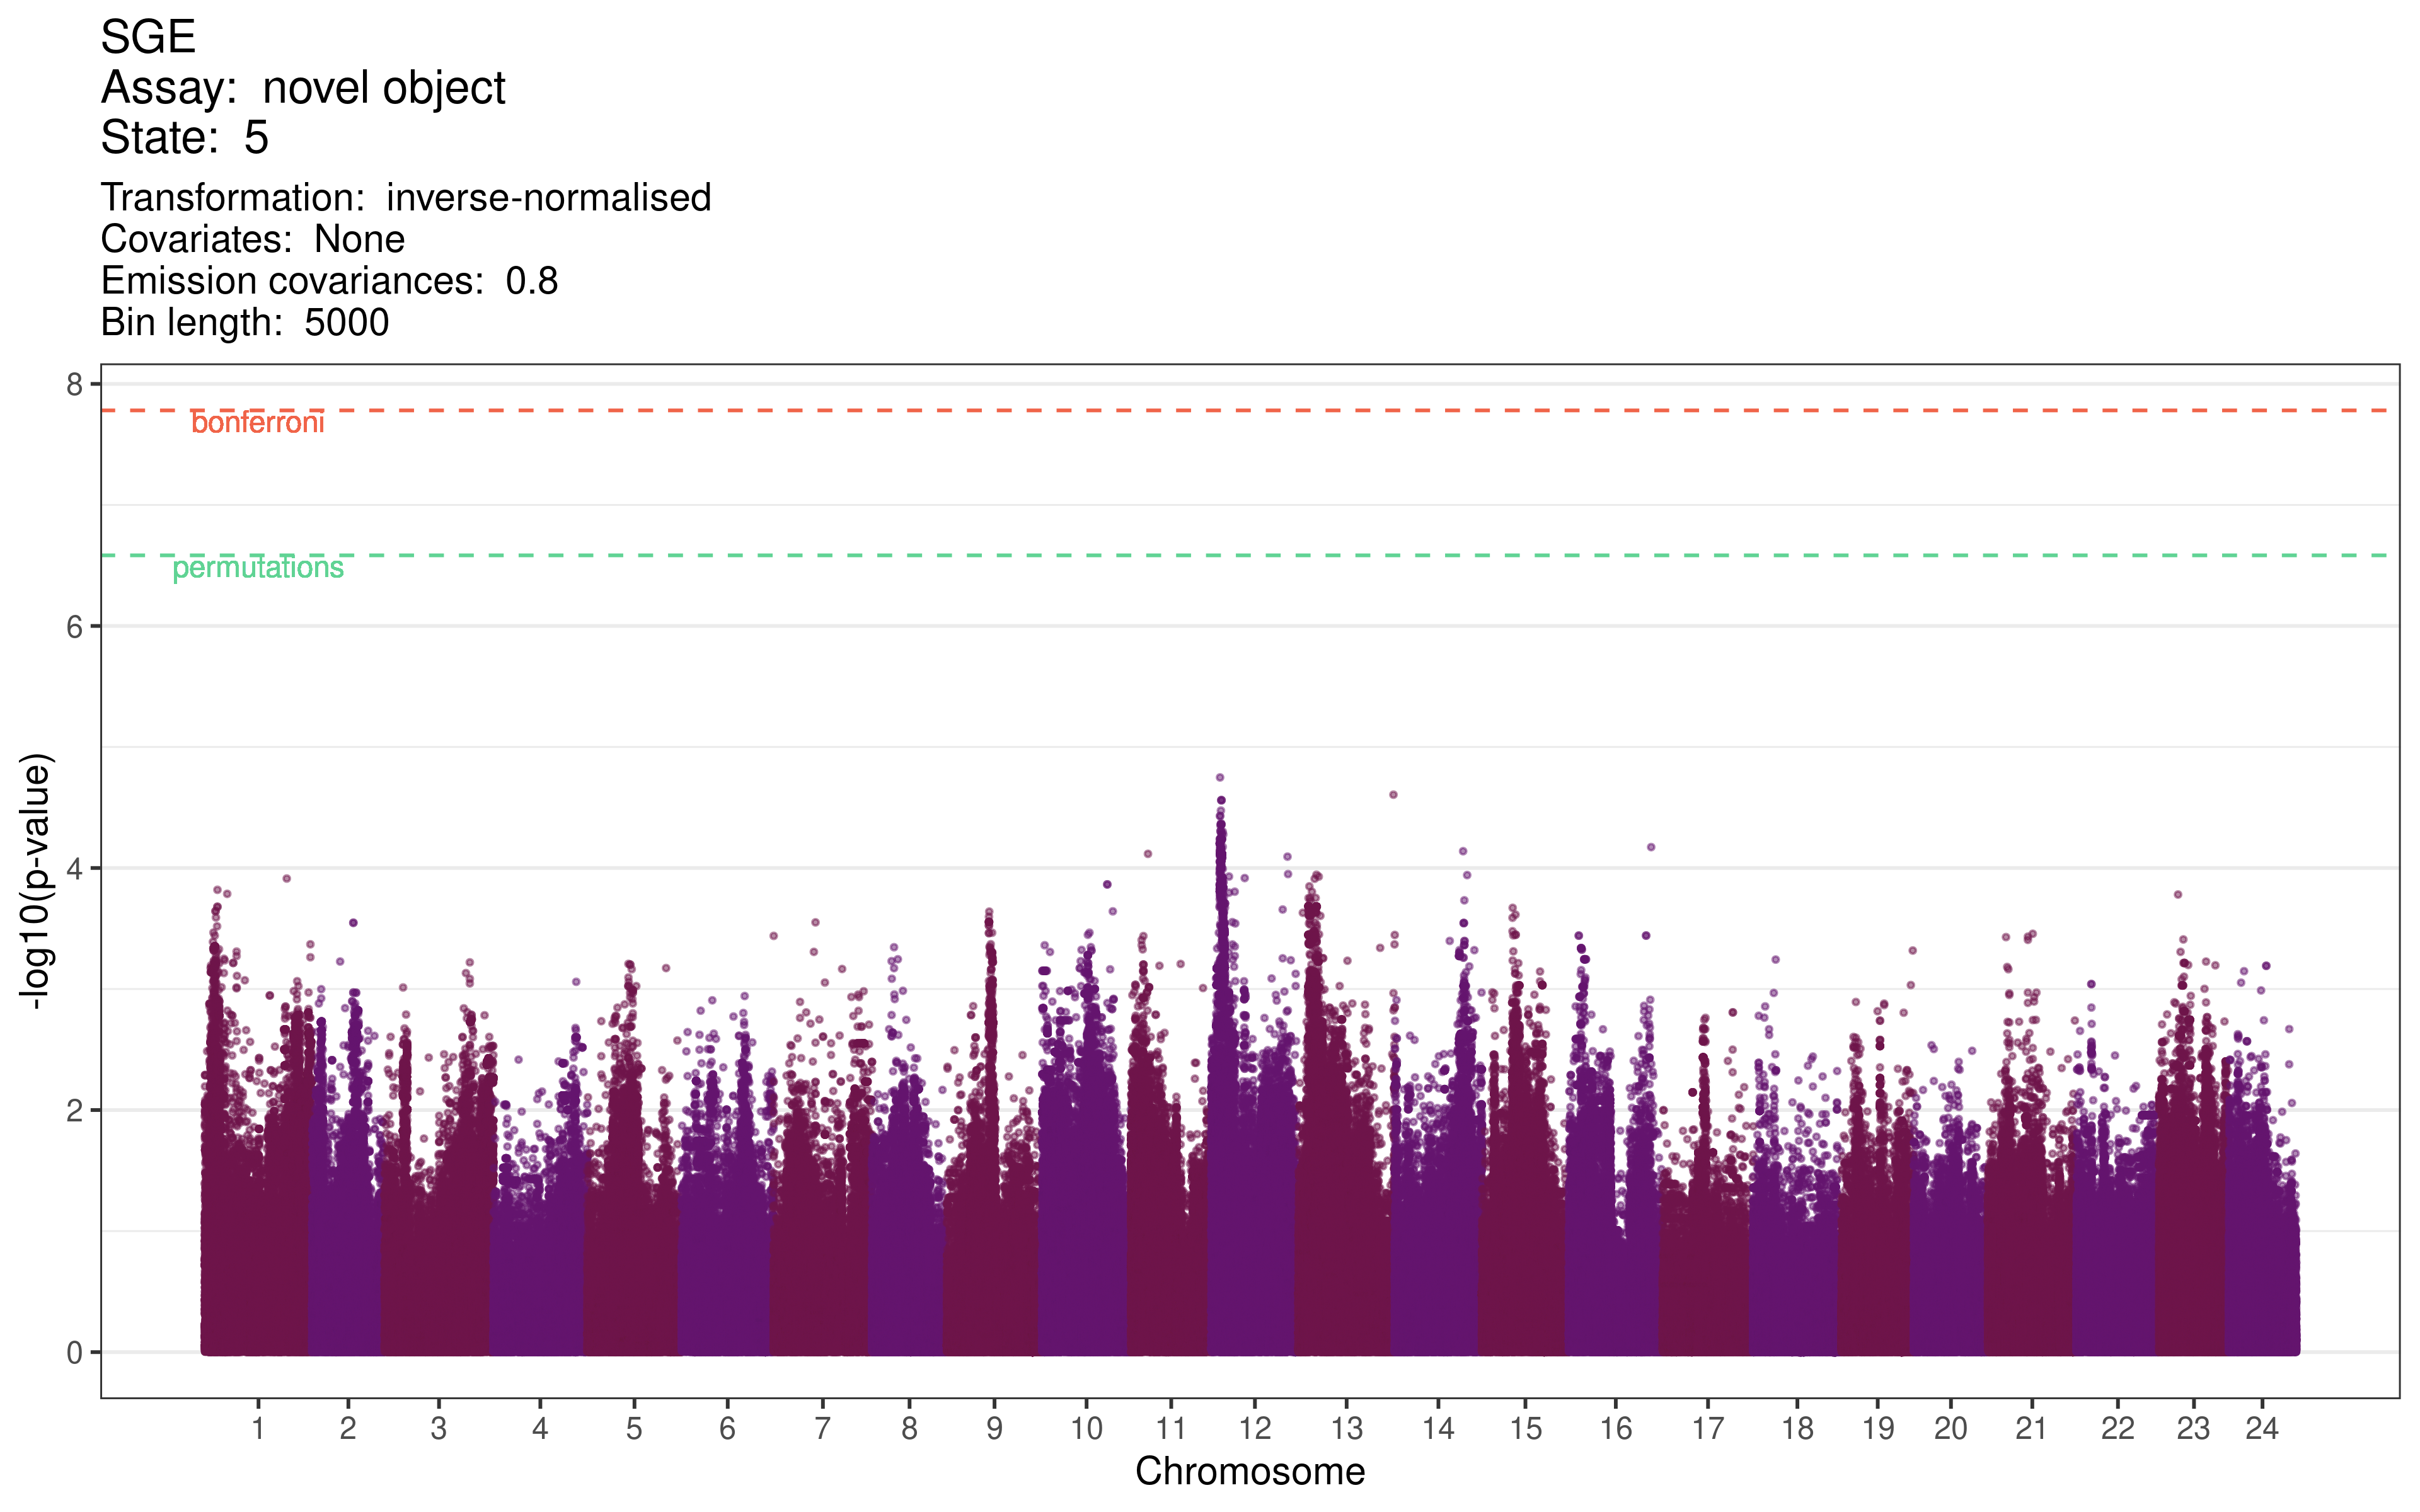 SGE
Assay:  novel object
State:  5
Transformation:  inverse-normalised
Covariates:  None
Emission covariances:  0.8
Bin length:  5000
8
bonferroni
permutations
6
4
2
0
-log10(p-value)
1 2 3 4 5 6 7 8 9 10 11 12 13 14 15 16 17 18 19 20 21 22 23 24
Chromosome